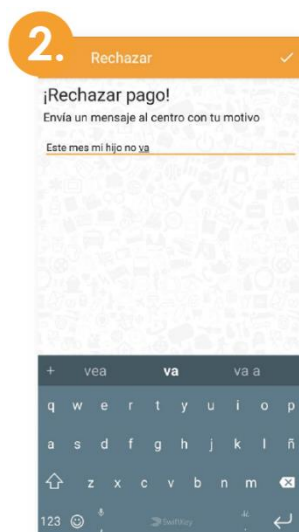 2.
Rechazar
¡Rechazar pago!
Envía un mensaje al centro con tu motivo
Este mes mi hijo no va
+ vea va va a
q w e r t y u i o p
a s d f g h j k l ñ
z x c v b n m
123 SwiftKey